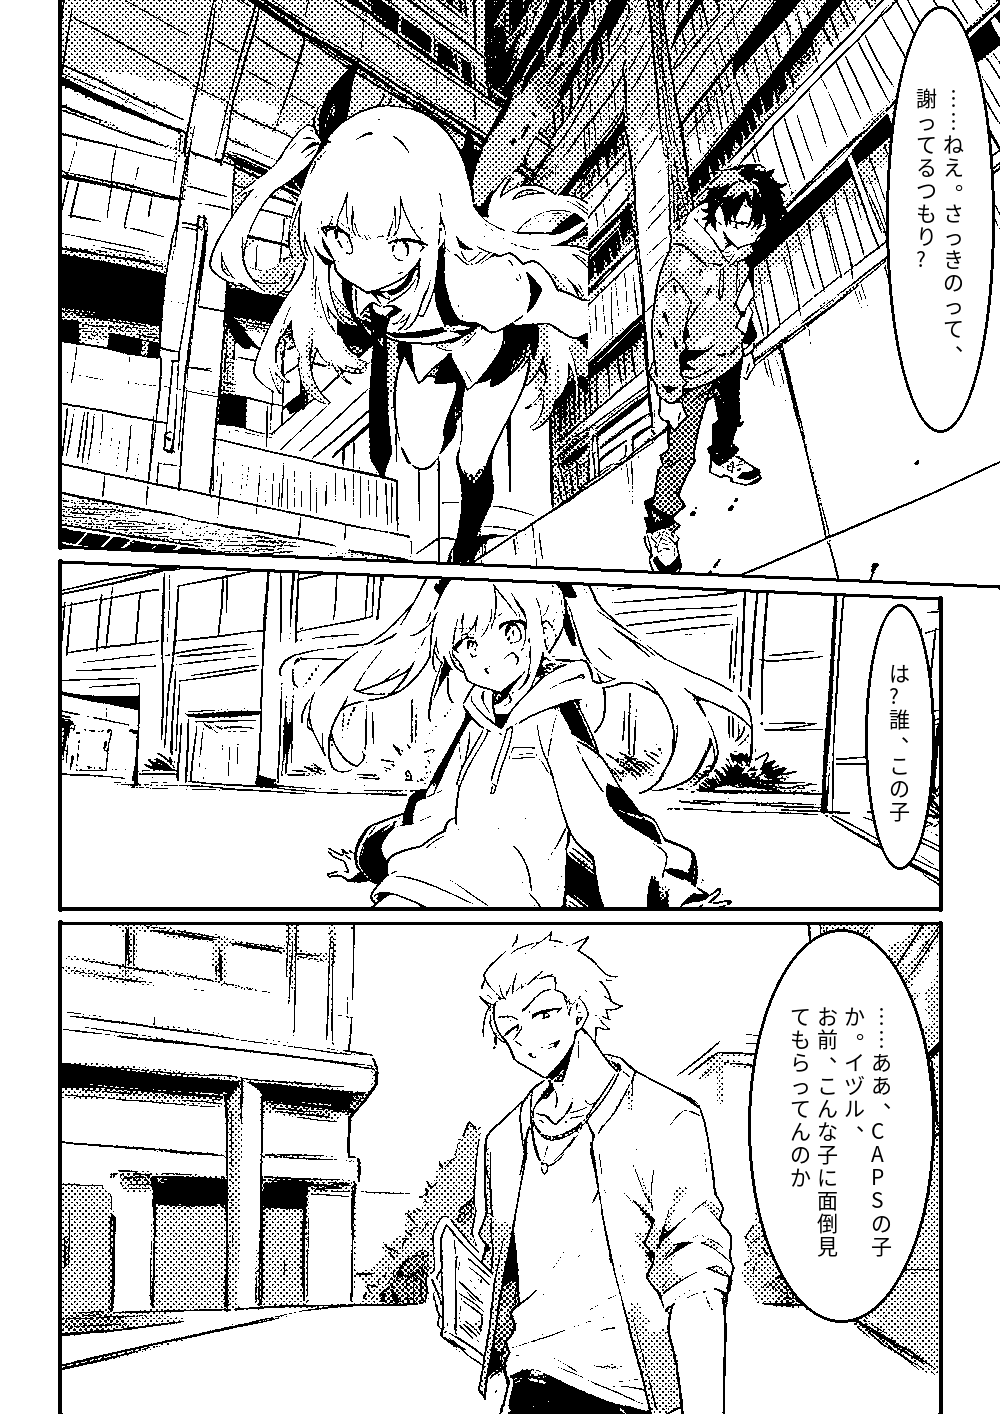 ……ねえ。さっきのって、
謝ってるつもり?
は?誰、この子
……ああ、CAPSの子
か。イヅル、
お前、こんな子に面倒見
てもらってんのか